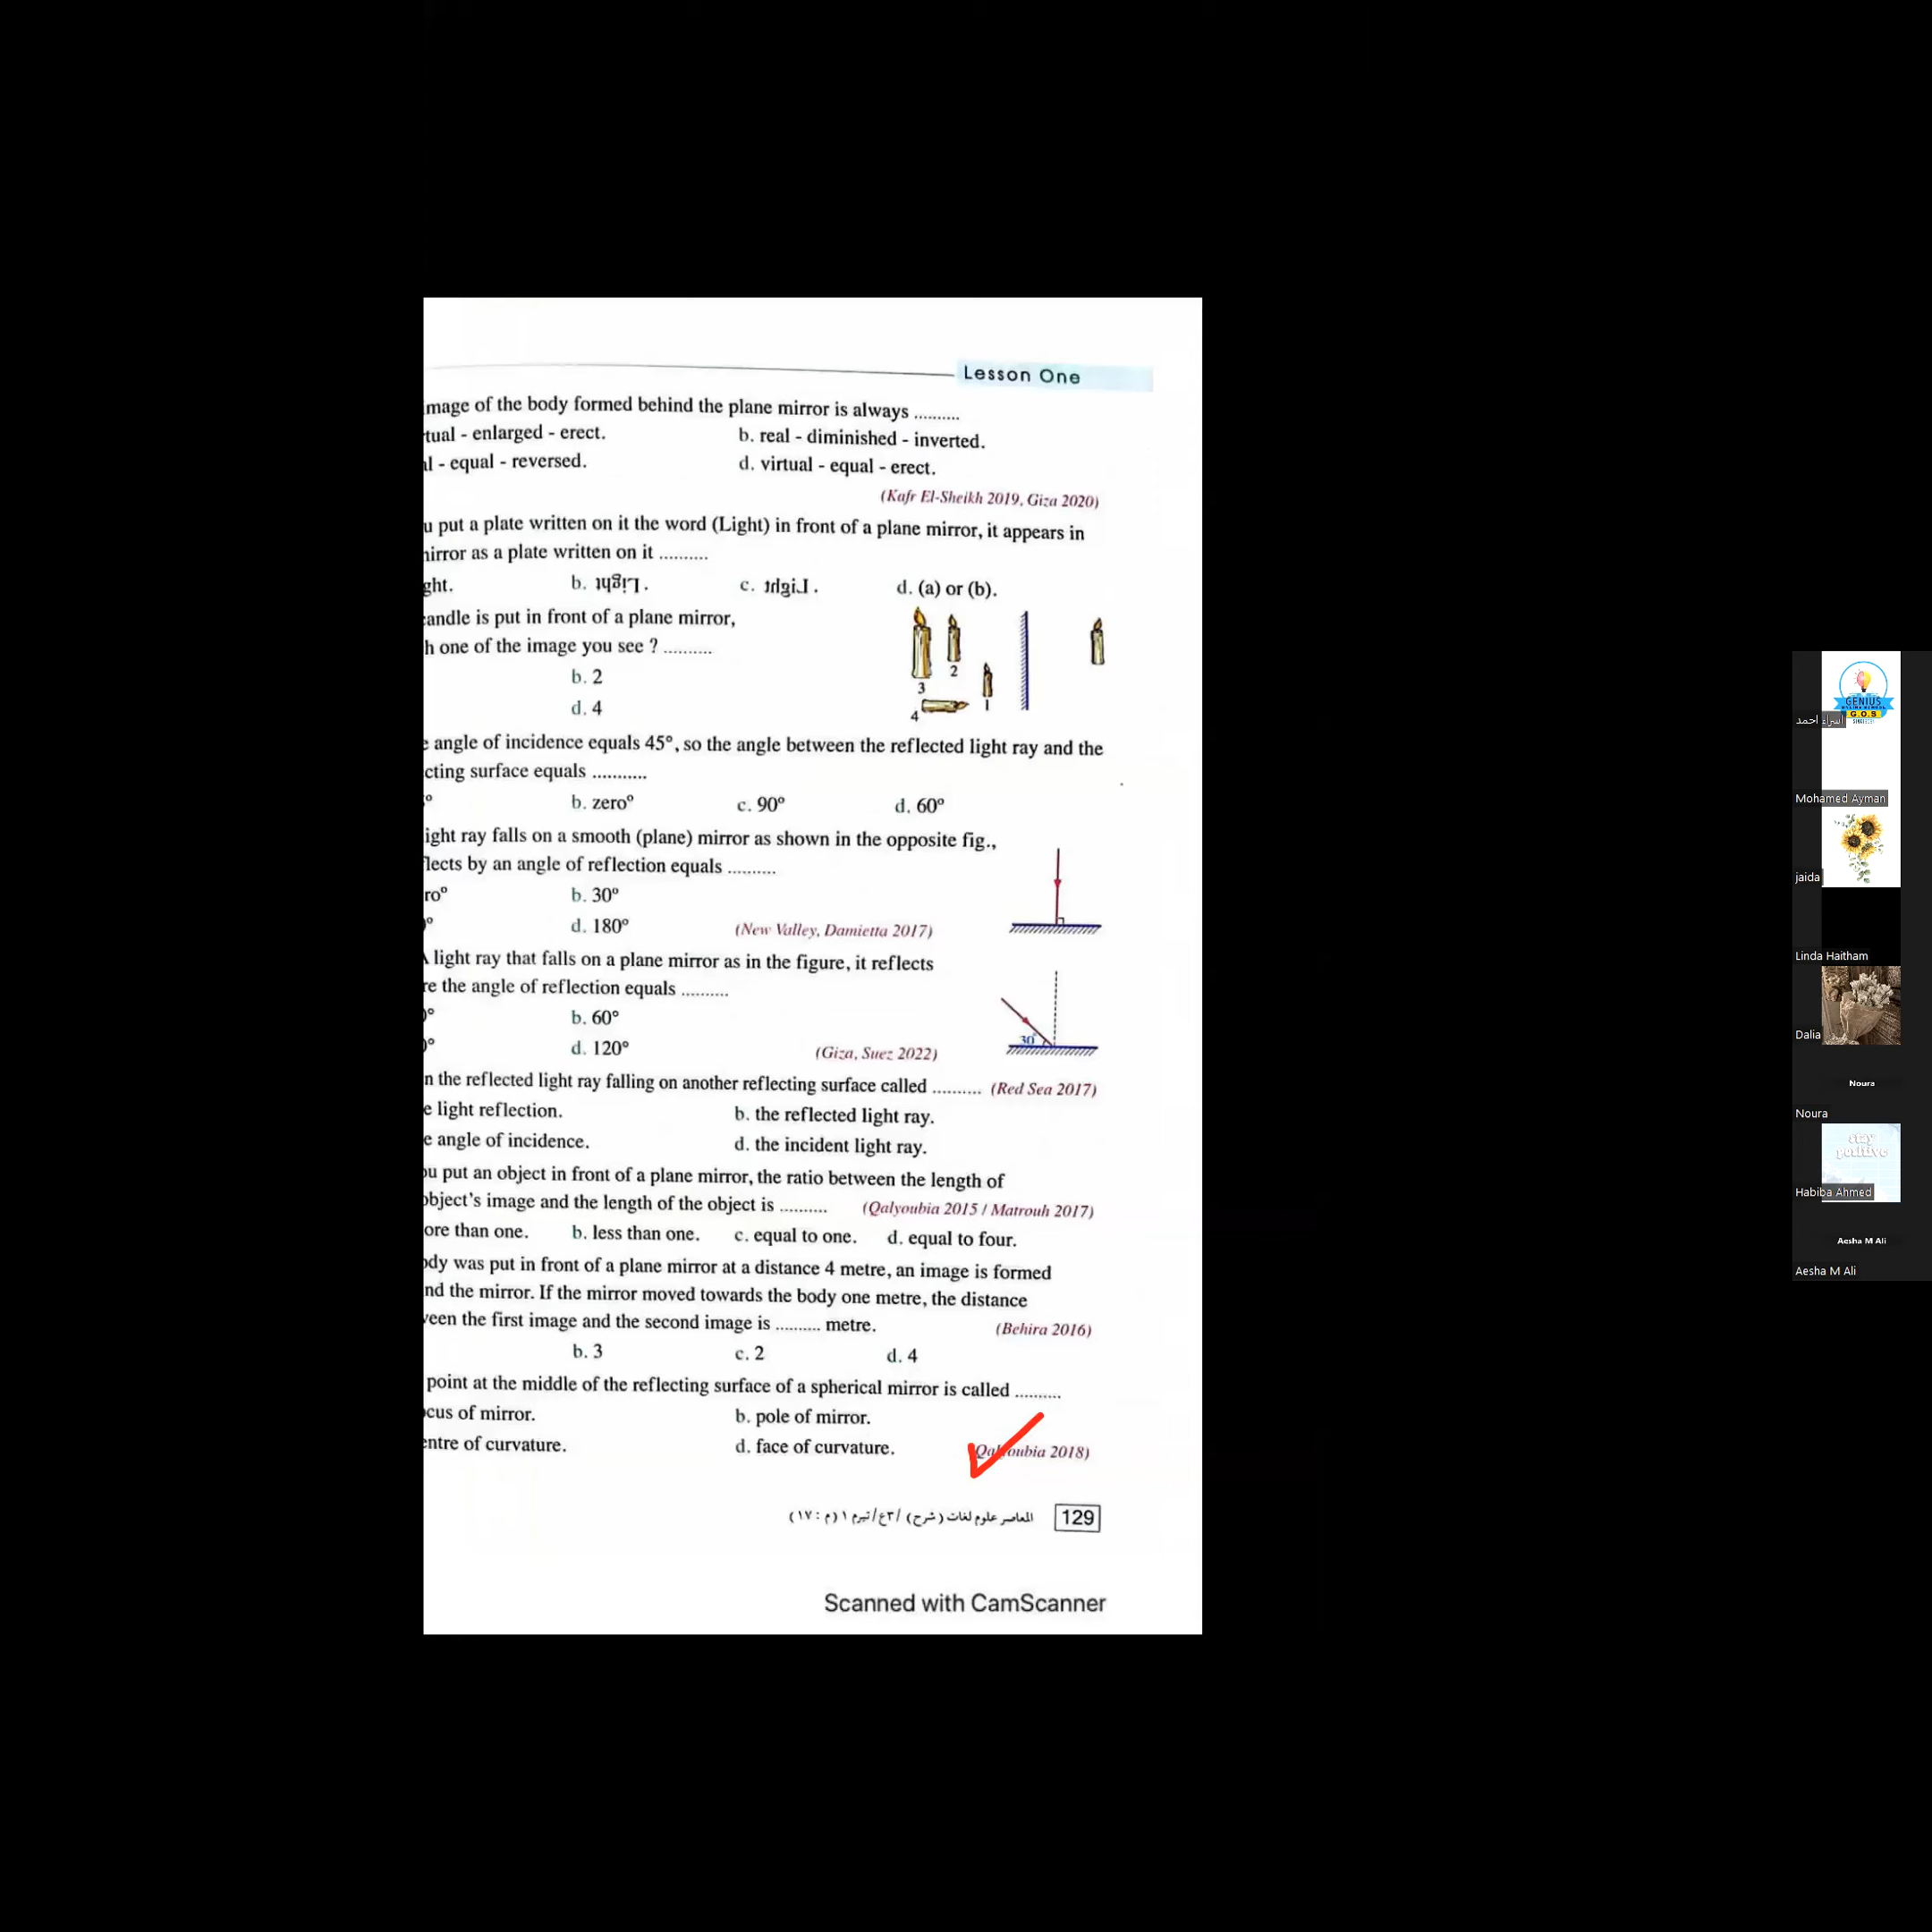 Lesson One
mage of the body formed behind the plane mirror is always ..........
tual - enlarged - erect. b. real - diminished - inverted.
l - equal - reversed. d. virtual - equal - erect.
(Kafr El-Sheikh 2019, Giza 2020)
u put a plate written on it the word (Light) in front of a plane mirror, it appears in
irror as a plate written on it ..........
ght. b. c. d. (a) or (b).
andle is put in front of a plane mirror,
h one of the image you see ? ..........
b. 2
d. 4
3
2
1
4
e angle of incidence equals 45°, so the angle between the reflected light ray and the
cting surface equals ...........
° b. zero° c. 90° d. 60°
ight ray falls on a smooth (plane) mirror as shown in the opposite fig.,
lects by an angle of reflection equals ..........
ro° b. 30°
° d. 180° (New Valley, Damietta 2017)
light ray that falls on a plane mirror as in the figure, it reflects
re the angle of reflection equals ..........
° b. 60°
° d. 120° (Giza, Suez 2022)
30°
n the reflected light ray falling on another reflecting surface called .......... (Red Sea 2017)
e light reflection. b. the reflected light ray.
e angle of incidence. d. the incident light ray.
ou put an object in front of a plane mirror, the ratio between the length of
object's image and the length of the object is .......... (Qalyoubia 2015 / Matrouh 2017)
ore than one. b. less than one. c. equal to one. d. equal to four.
ody was put in front of a plane mirror at a distance 4 metre, an image is formed
nd the mirror. If the mirror moved towards the body one metre, the distance
een the first image and the second image is .......... metre. (Behira 2016)
b. 3 c. 2 d. 4
point at the middle of the reflecting surface of a spherical mirror is called ..........
ocus of mirror. b. pole of mirror.
entre of curvature. d. face of curvature. Qalyoubia 2018)
المعاصر علوم لغات (شرح) /٣ع/تيرم ١ (م : ١٧) 129
Scanned with CamScanner
GENIUS
G.O.S
اسراء احمد
Mohamed Ayman
jaida
Linda Haitham
Dalia
Noura
Noura
stay
positive
Habiba Ahmed
Aesha M Ali
Aesha M Ali